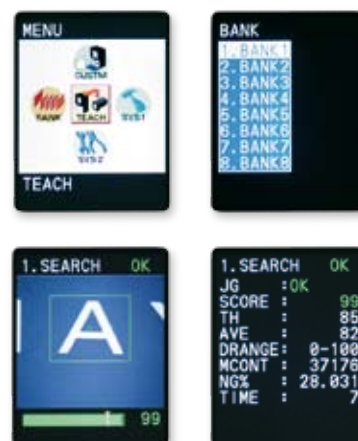 MENU
CUSTM
BANK
TEACH
SYS1
SYS2
TEACH
BANK
1.BANK1
2.BANK2
3.BANK3
4.BANK4
5.BANK5
6.BANK6
7.BANK7
8.BANK8
1.SEARCH OK
A
99
1.SEARCH OK
JG :OK
SCORE : 99
TH : 85
AVE : 82
DRANGE: 0-100
MCONT : 37176
NG% : 28.031
TIME : 7